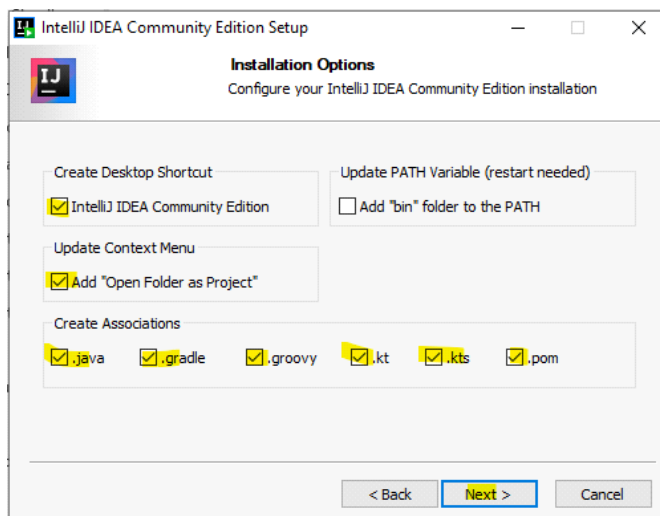 IntelliJ IDEA Community Edition Setup
IJ
Installation Options
Configure your IntelliJ IDEA Community Edition installation
Create Desktop Shortcut
IntelliJ IDEA Community Edition
Update PATH Variable (restart needed)
Add "bin" folder to the PATH
Update Context Menu
Add "Open Folder as Project"
Create Associations
.java .gradle .groovy .kt .kts .pom
< Back Next > Cancel